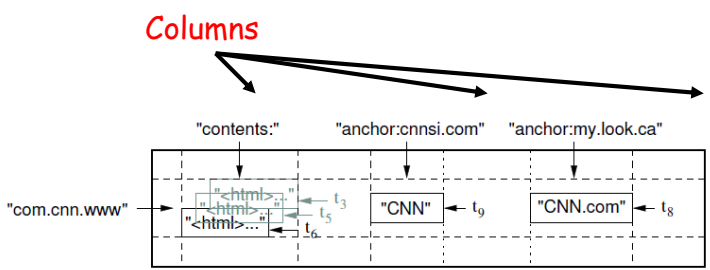 Columns
"contents:" "anchor:cnnsi.com" "anchor:my.look.ca"
"<html>..." t3
"com.cnn.www" "<html>..." t5 "CNN" t9 "CNN.com" t8
"<html>..." t6